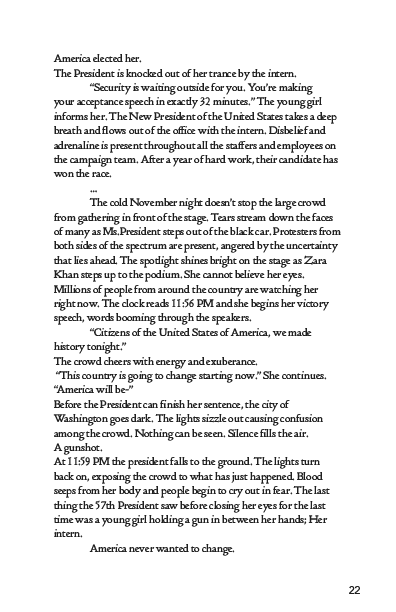 America elected her.
The President is knocked out of her trance by the intern.
“Security is waiting outside for you. You’re making
your acceptance speech in exactly 32 minutes.” The young girl
informs her. The New President of the United States takes a deep
breath and flows out of the office with the intern. Disbelief and
adrenaline is present throughout all the staffers and employees on
the campaign team. After a year of hard work, their candidate has
won the race.
...
The cold November night doesn’t stop the large crowd
from gathering in front of the stage. Tears stream down the faces
of many as Ms.President steps out of the black car. Protesters from
both sides of the spectrum are present, angered by the uncertainty
that lies ahead. The spotlight shines bright on the stage as Zara
Khan steps up to the podium. She cannot believe her eyes.
Millions of people from around the country are watching her
right now. The clock reads 11:56 PM and she begins her victory
speech, words booming through the speakers.
“Citizens of the United States of America, we made
history tonight.”
The crowd cheers with energy and exuberance.
“This country is going to change starting now.” She continues.
“America will be-”
Before the President can finish her sentence, the city of
Washington goes dark. The lights sizzle out causing confusion
among the crowd. Nothing can be seen. Silence fills the air.
A gunshot.
At 11:59 PM the president falls to the ground. The lights turn
back on, exposing the crowd to what has just happened. Blood
seeps from her body and people begin to cry out in fear. The last
thing the 57th President saw before closing her eyes for the last
time was a young girl holding a gun in between her hands; Her
intern.
America never wanted to change.
22